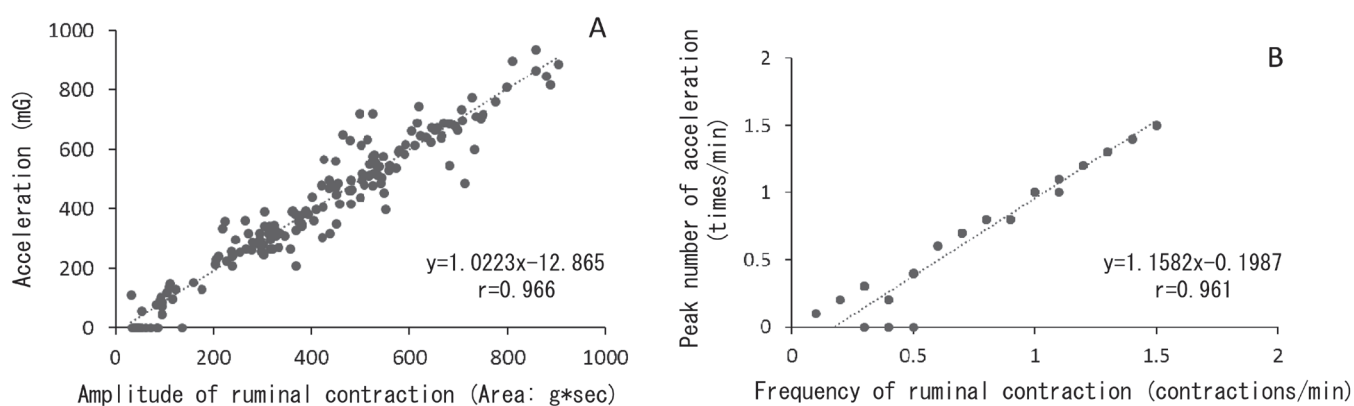 A
Acceleration (mG)
1000
800
600
400
200
0
0 200 400 600 800 1000
y=1.0223x−12.865
r=0.966
Amplitude of ruminal contraction (Area: g*sec)
B
Peak number of acceleration
(times/min)
2
1.5
1
0.5
0
0 0.5 1 1.5 2
y=1.1582x−0.1987
r=0.961
Frequency of ruminal contraction (contractions/min)